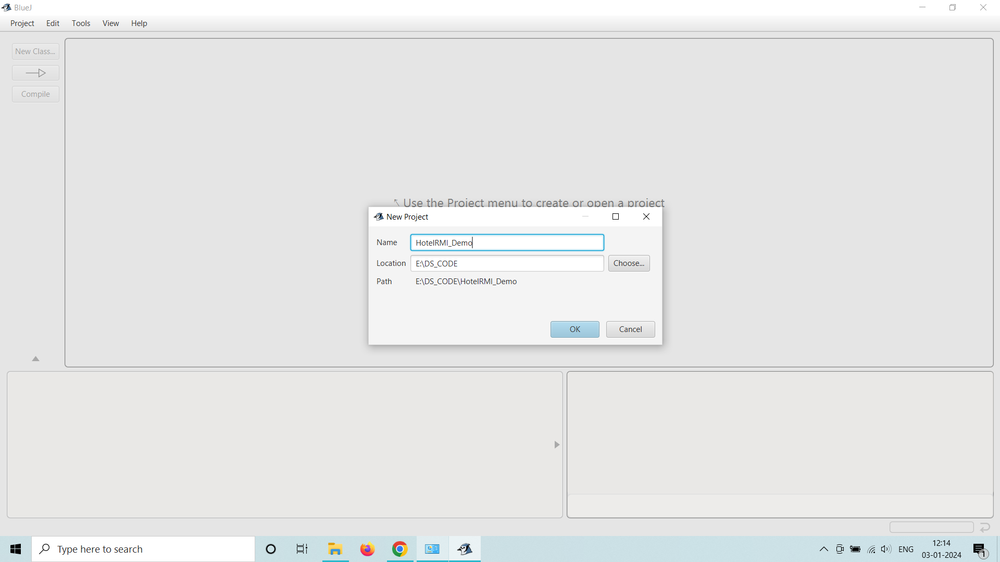 BlueJ
Project Edit Tools View Help
New Class...
Compile
Use the Project menu to create or open a project
New Project
Name HotelRMI_Demo
Location E:\DS_CODE Choose...
Path E:\DS_CODE\HotelRMI_Demo
OK Cancel
Type here to search
ENG
12:14
03-01-2024
1